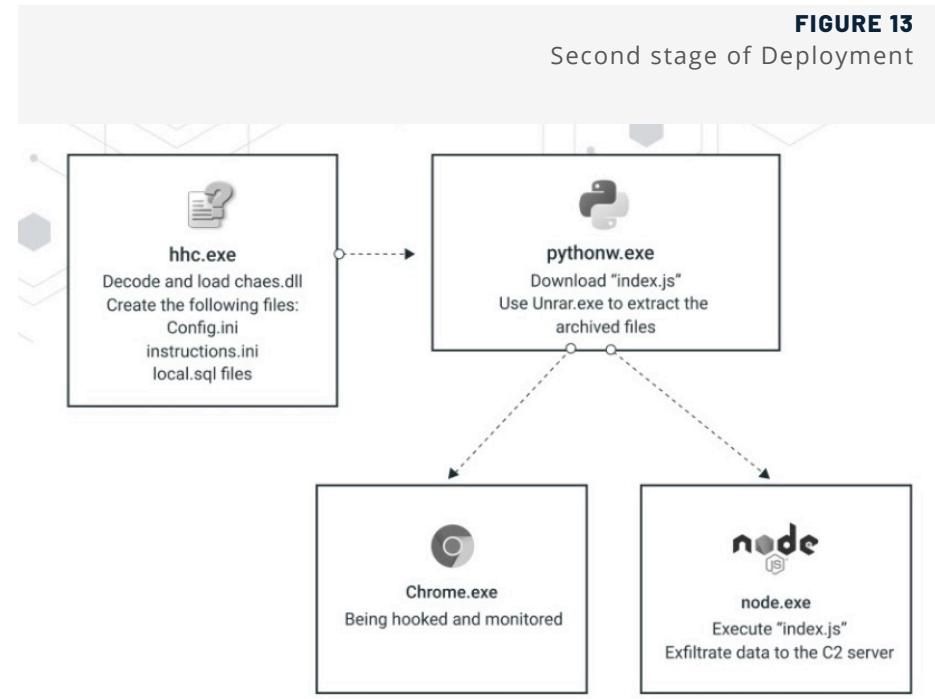 FIGURE 13
Second stage of Deployment
hhc.exe
Decode and load chaes.dll
Create the following files:
Config.ini
instructions.ini
local.sql files
pythonw.exe
Download “index.js”
Use Unrar.exe to extract the
archived files
Chrome.exe
Being hooked and monitored
node
JS
node.exe
Execute “index.js”
Exfiltrate data to the C2 server